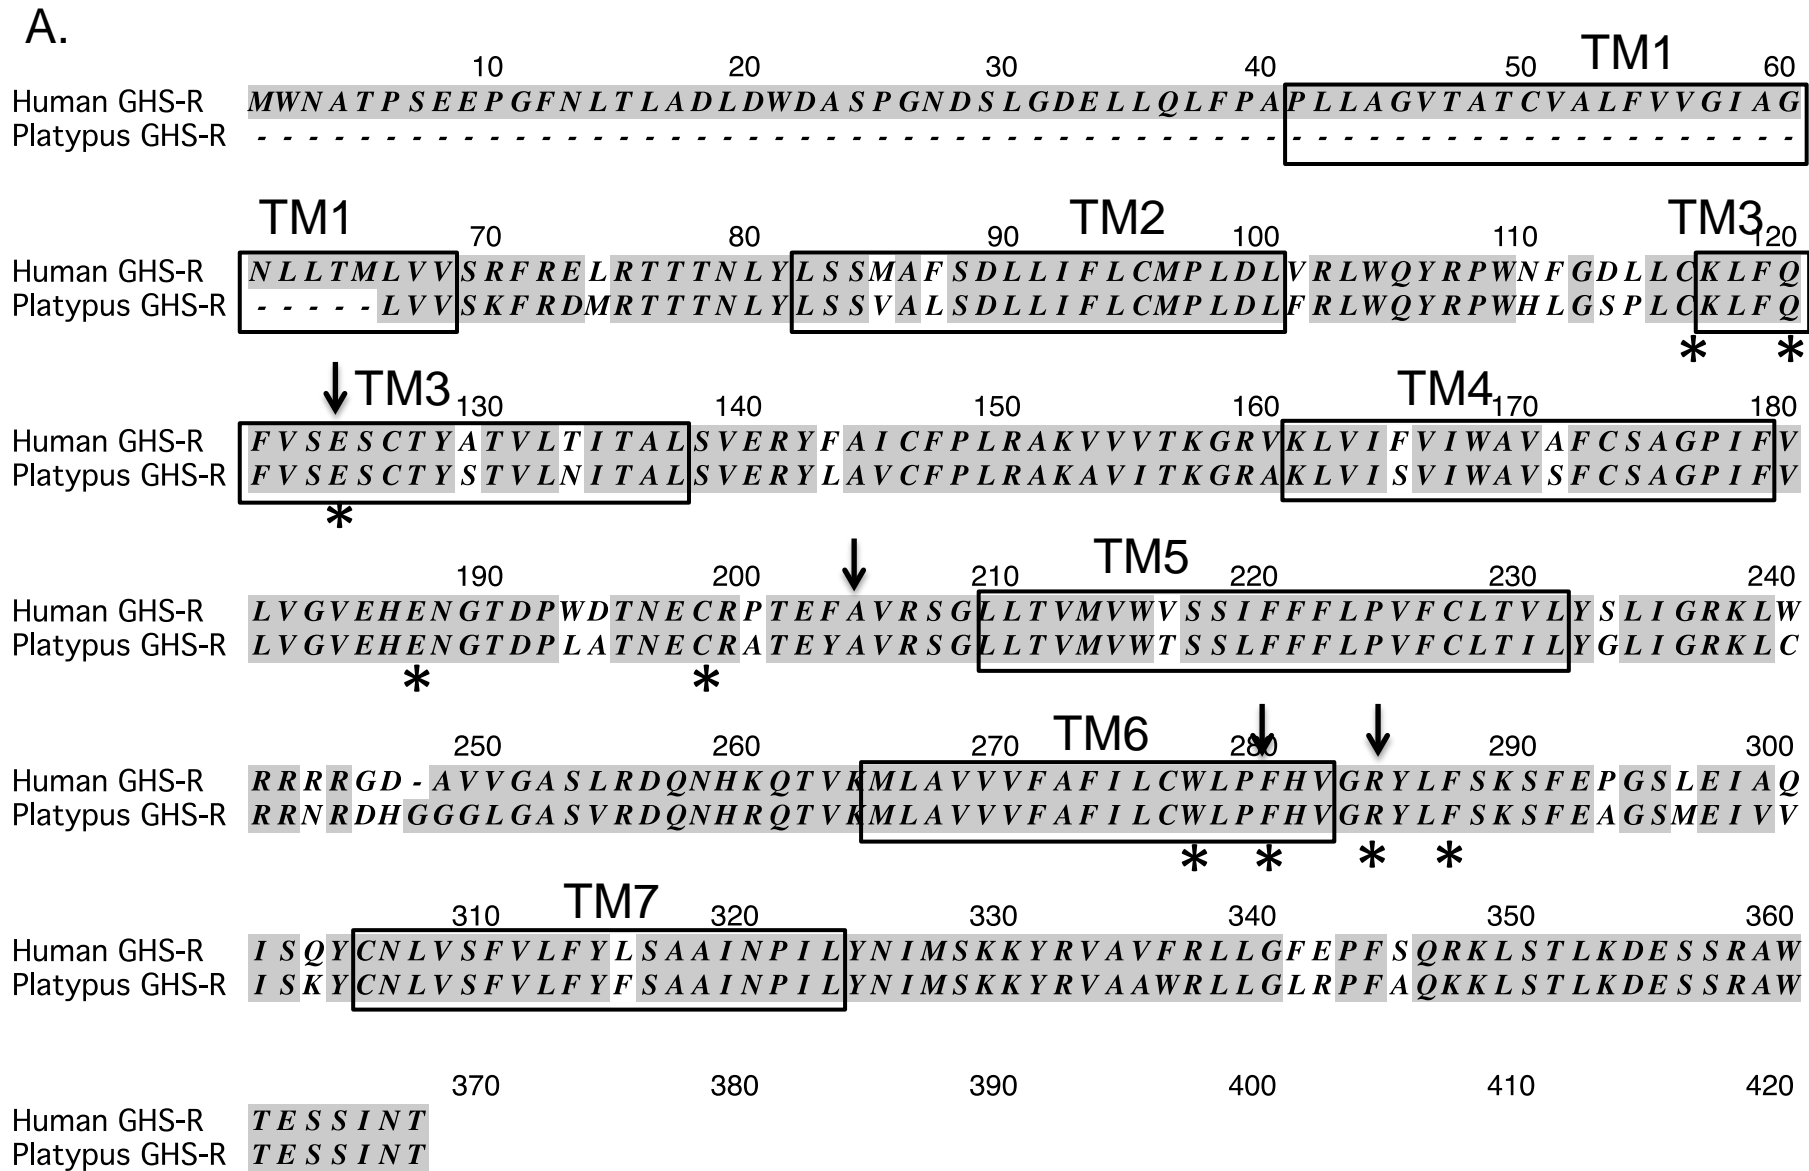 A.
10 20 30 40 50 TM1 60
Human GHS-R MWNATPSEEPGFNLTLADLDWDASPGNDSLGDELLQLFPAPLLAGVTATCVALFVVGIAG
Platypus GHS-R ------------------------------------------------------------
TM1 70 80 90 TM2 100 110 TM3 120
Human GHS-R NLLTMLVVSRFRELRTTTNLYLSSMAFSDLLIFLCMPLDLVRLWQYRPWNFGDLLCKLFQ
Platypus GHS-R -----LVVSKFRDMRTTTNLYLSSVALSDLLIFLCMPLDLFRLWQYRPWHLGSPLCKLFQ
* *
↓ TM3 130 140 150 160 TM4 170 180
Human GHS-R FVSESCTYATVLTITALSVERYFAICFPLRAKVVVTKGRVKLVIFVIWAVAFCSAGPIFV
Platypus GHS-R FVSESCTYSTVLNITALSVERYLAVCFPLRAKAVITKGRAKLVISVIWAVSFCSAGPIFV
*
190 200 ↓ 210 TM5 220 230 240
Human GHS-R LVGVEHENGTDPWDTNECRPTEFAVRSGLLTVMVWVSSIFFFLPVFCLTVLYSLIGRKLW
Platypus GHS-R LVGVEHENGTDPLATNECRATEYAVRSGLLTVMVWTSSLFFFLPVFCLTILYGLIGRKLC
* *
250 260 270 TM6 ↓ 280 ↓ 290 300
Human GHS-R RRRRGD-AVVGASLRDQNHKQTVKMLAVVVFAFILCWLPFHVGRYLFSKSFEPGSLEIAQ
Platypus GHS-R RRNRDHGGGLGASVRDQNHRQTVKMLAVVVFAFILCWLPFHVGRYLFSKSFEAGSMEIVV
* * * *
310 TM7 320 330 340 350 360
Human GHS-R ISQYCNLVSFVLFYLSAAINPILYNIMSKKYRVAVFRLLGFEPFSQRKLSTLKDESSRAW
Platypus GHS-R ISKYCNLVSFVLFYFSAAINPILYNIMSKKYRVAAWRLLGLRPFAQKKLSTLKDESSRAW
370 380 390 400 410 420
Human GHS-R TESSINT
Platypus GHS-R TESSINT